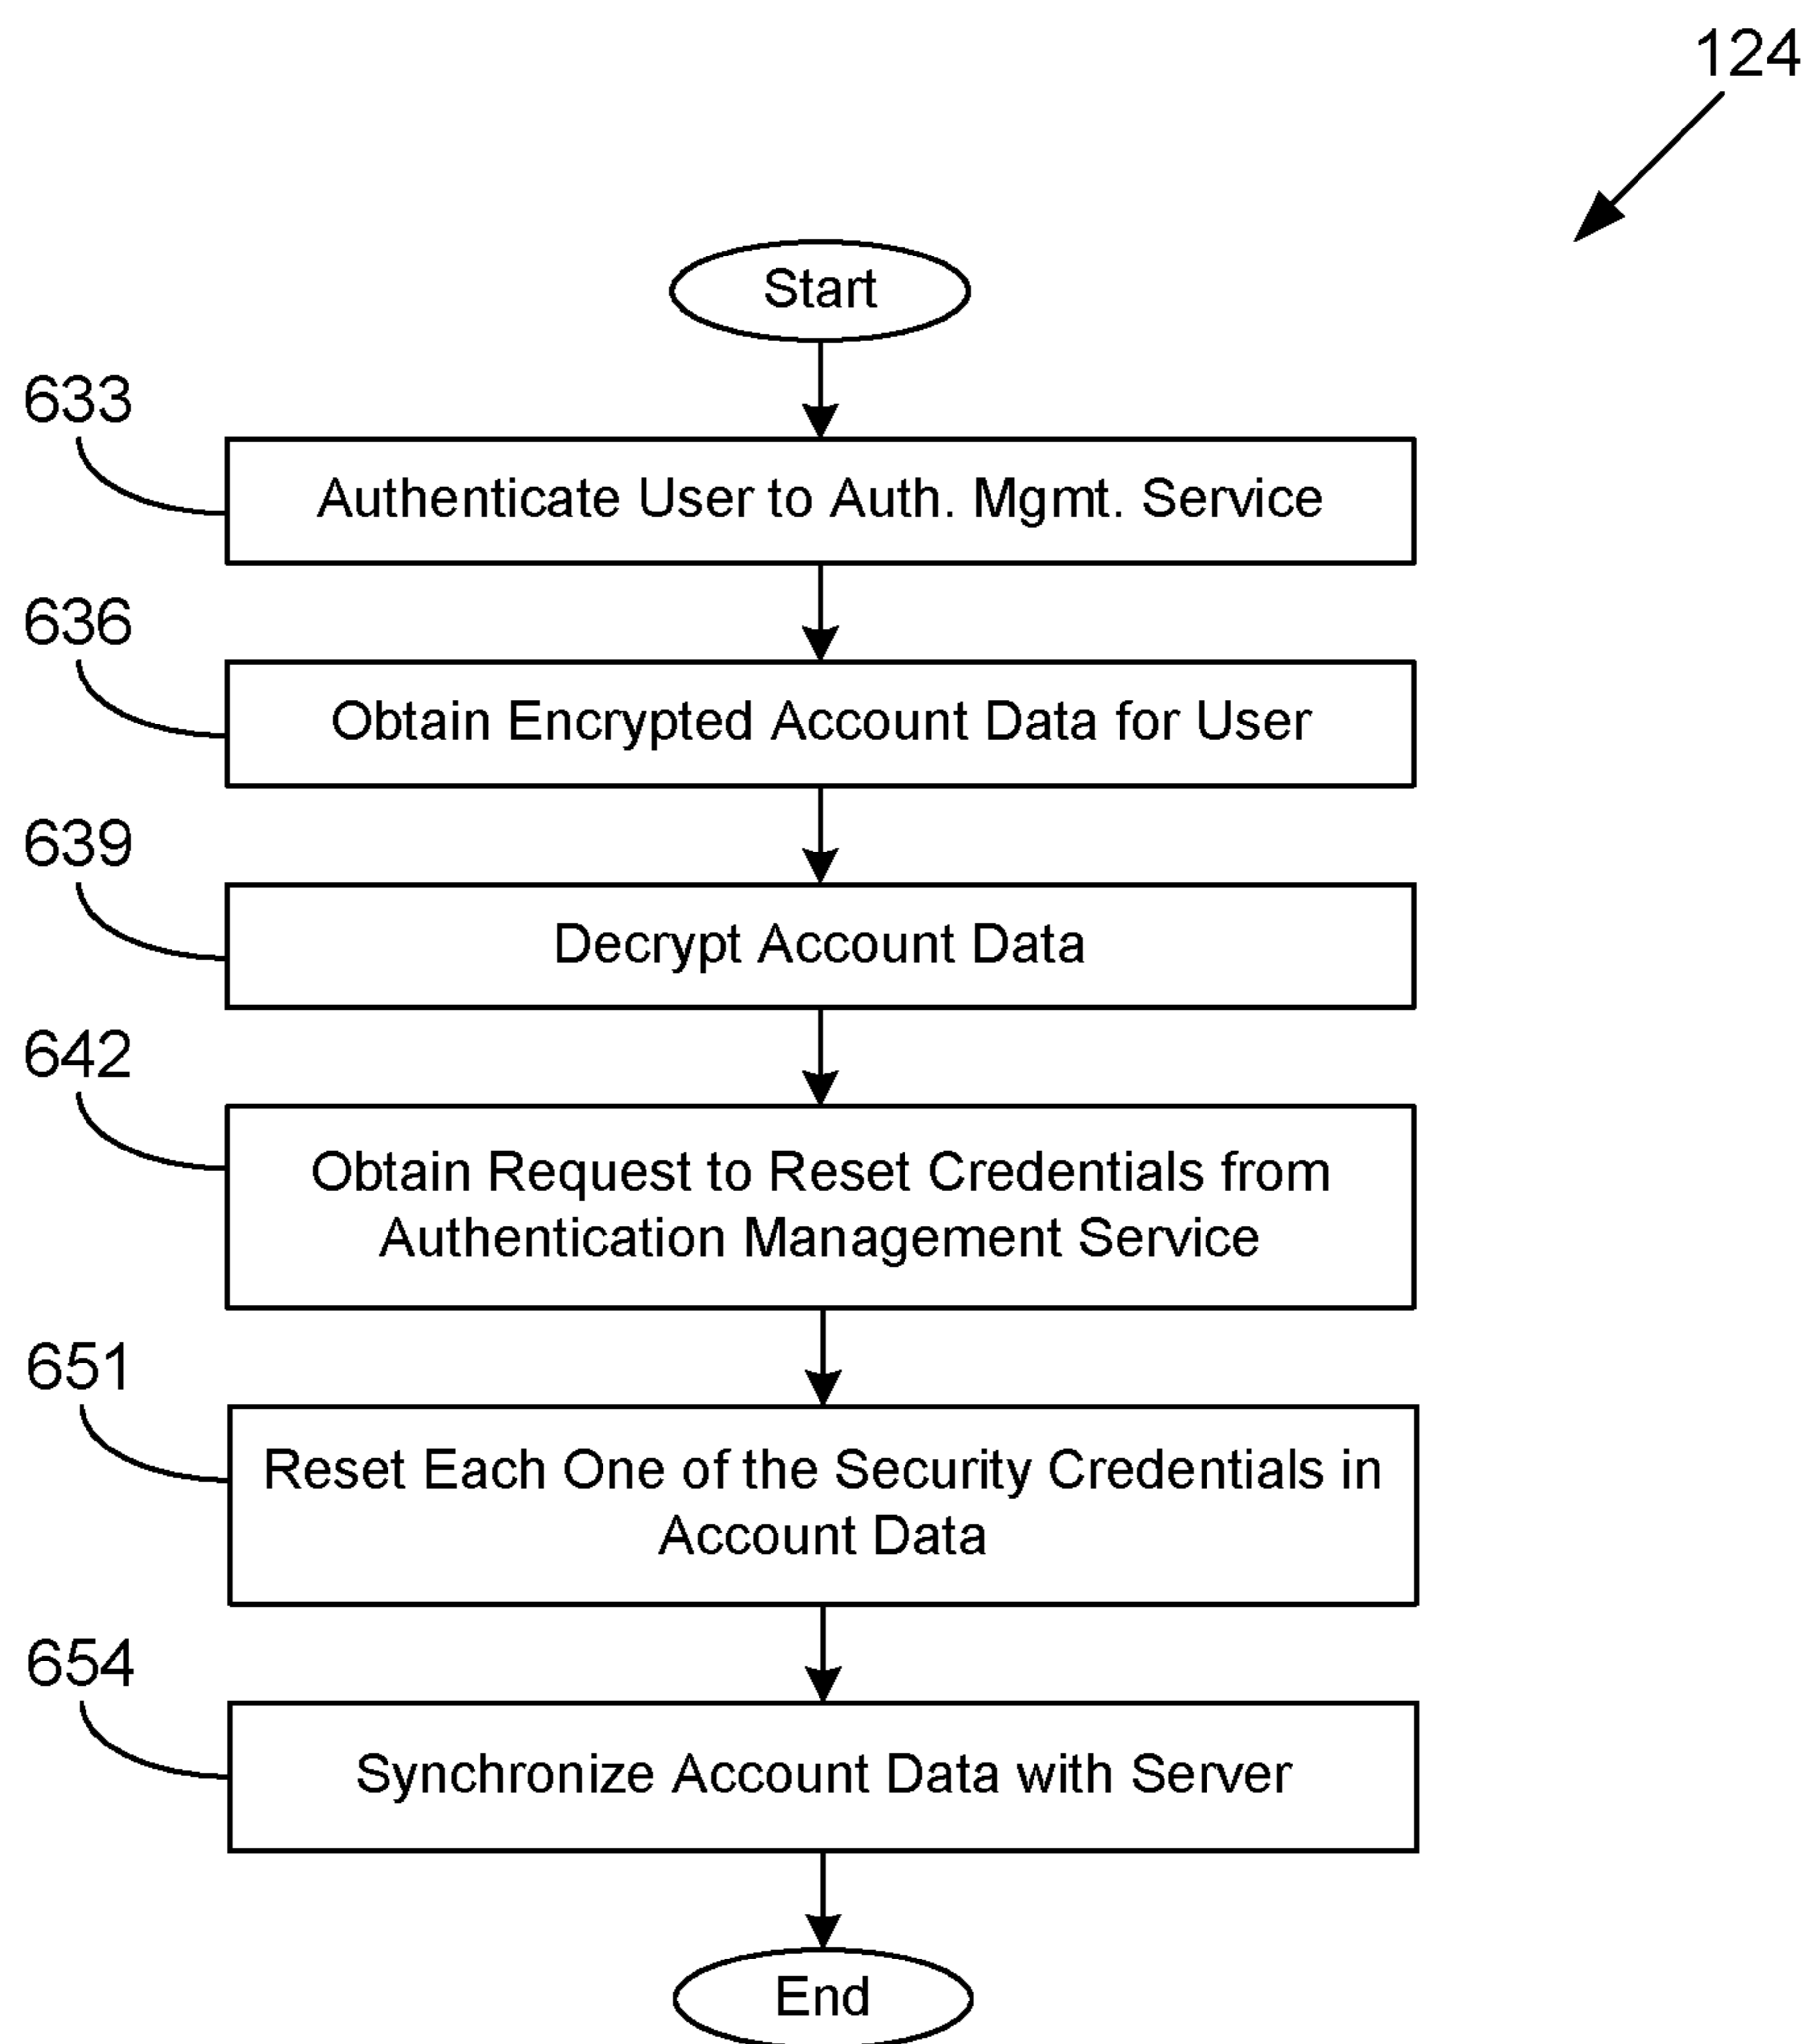 124
Start
633
Authenticate User to Auth. Mgmt. Service
636
Obtain Encrypted Account Data for User
639
Decrypt Account Data
642
Obtain Request to Reset Credentials from
Authentication Management Service
651
Reset Each One of the Security Credentials in
Account Data
654
Synchronize Account Data with Server
End